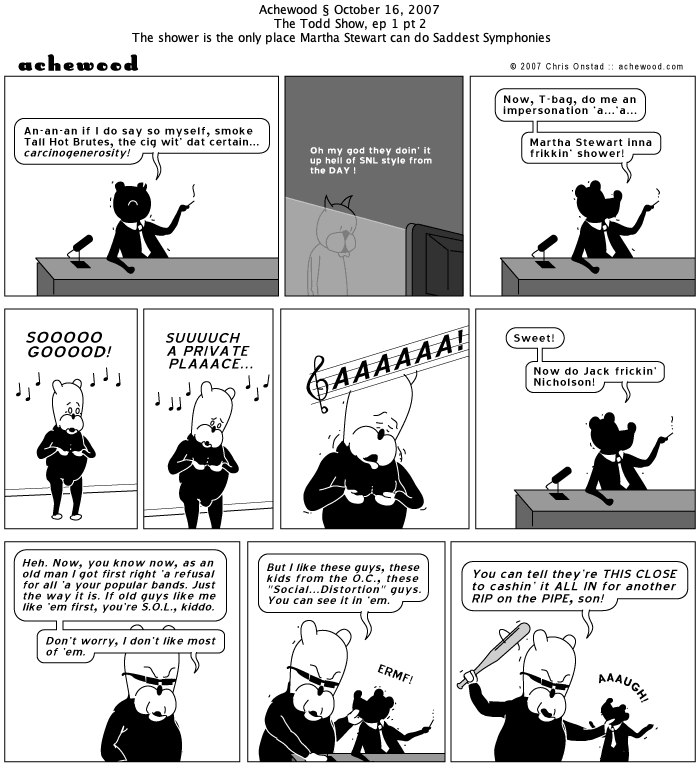 Achewood § October 16, 2007
The Todd Show, ep 1 pt 2
The shower is the only place Martha Stewart can do Saddest Symphonies
achewood
© 2007 Chris Onstad :: achewood.com
An-an-an if I do say so myself, smoke
Tall Hot Brutes, the cig wit' dat certain...
carcinogenerosity!
Oh my god they doin' it
up hell of SNL style from
the DAY !
Now, T-bag, do me an
impersonation 'a...'a...
Martha Stewart inna
frikkin' shower!
SOOOOO
GOOOOD!
SUUUUCH
A PRIVATE
PLAAACE...
AAAAAAA!
Sweet!
Now do Jack frickin'
Nicholson!
Heh. Now, you know now, as an
old man I got first right 'a refusal
for all 'a your popular bands. Just
the way it is. If old guys like me
like 'em first, you're S.O.L., kiddo.
Don't worry, I don't like most
of 'em.
But I like these guys, these
kids from the O.C., these
"Social...Distortion" guys.
You can see it in 'em.
ERMF!
You can tell they're THIS CLOSE
to cashin' it ALL IN for another
RIP on the PIPE, son!
AAAUGH!